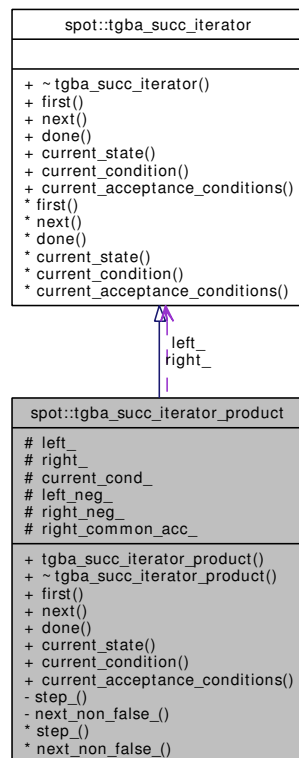 spot::tgba_succ_iterator
+ ~ tgba_succ_iterator()
+ first()
+ next()
+ done()
+ current_state()
+ current_condition()
+ current_acceptance_conditions()
* first()
* next()
* done()
* current_state()
* current_condition()
* current_acceptance_conditions()
left_
right_
spot::tgba_succ_iterator_product
# left_
# right_
# current_cond_
# left_neg_
# right_neg_
# right_common_acc_
+ tgba_succ_iterator_product()
+ ~ tgba_succ_iterator_product()
+ first()
+ next()
+ done()
+ current_state()
+ current_condition()
+ current_acceptance_conditions()
- step_()
- next_non_false_()
* step_()
* next_non_false_()